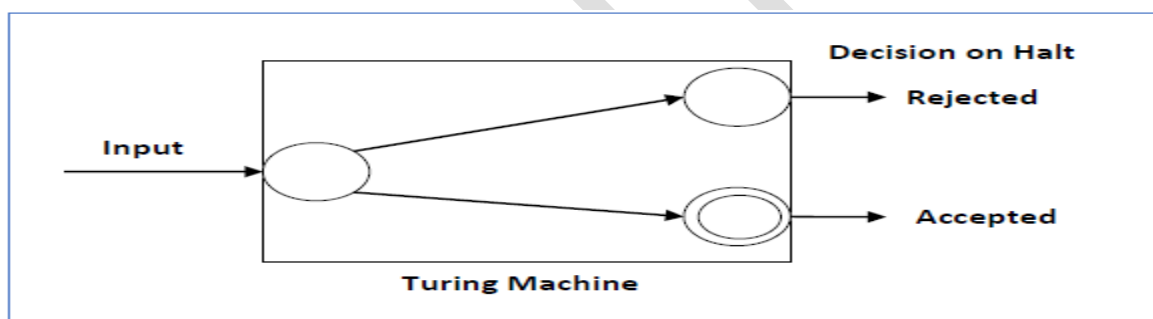 Decision on Halt
Rejected
Input
Accepted
Turing Machine